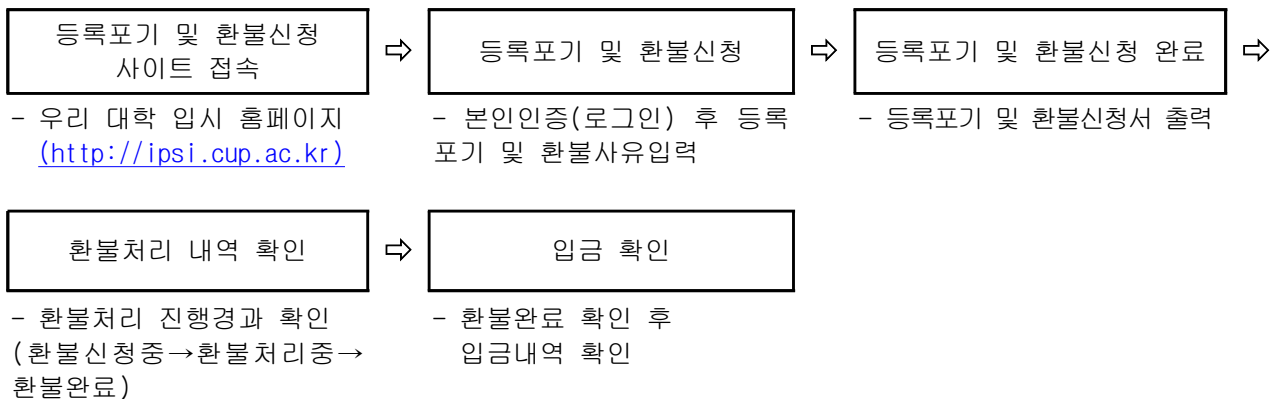 등록포기 및 환불신청
사이트 접속
⇨
등록포기 및 환불신청
⇨
등록포기 및 환불신청 완료
⇨
- 우리 대학 입시 홈페이지
(http://ipsi.cup.ac.kr)
- 본인인증(로그인) 후 등록
포기 및 환불사유입력
- 등록포기 및 환불신청서 출력
환불처리 내역 확인
⇨
입금 확인
- 환불처리 진행경과 확인
(환불신청중→환불처리중→
환불완료)
- 환불완료 확인 후
입금내역 확인